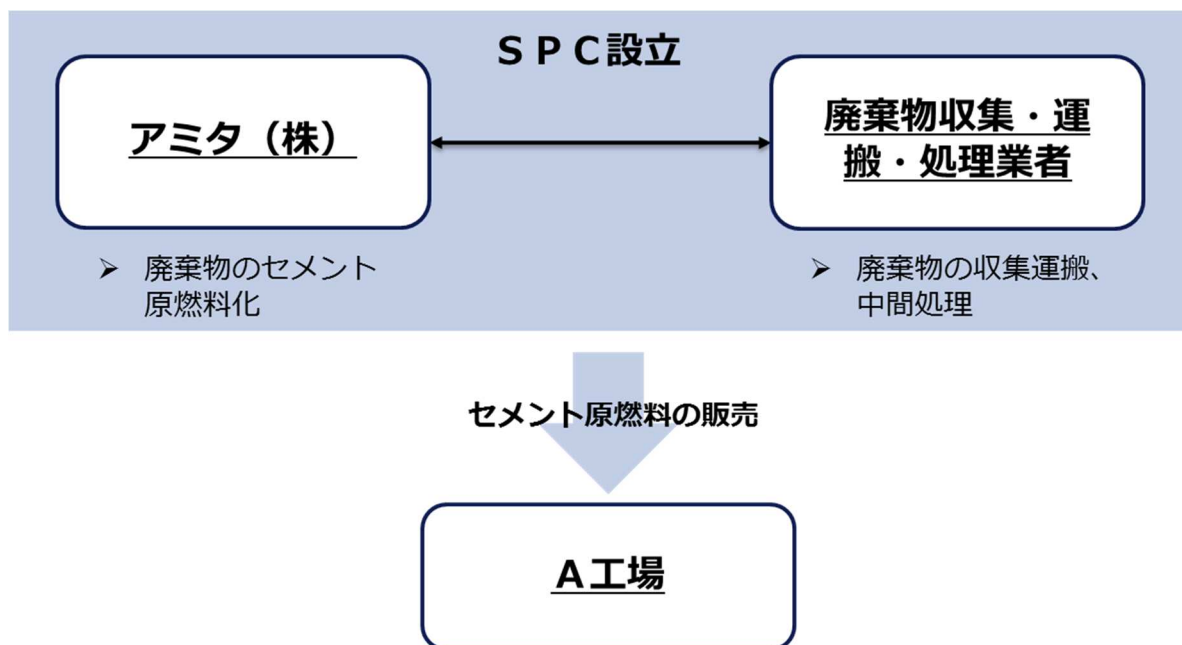 ＳＰＣ設立
アミタ（株）
廃棄物収集・運
搬・処理業者
➢ 廃棄物のセメント
原燃料化
➢ 廃棄物の収集運搬、
中間処理
セメント原燃料の販売
Ａ工場